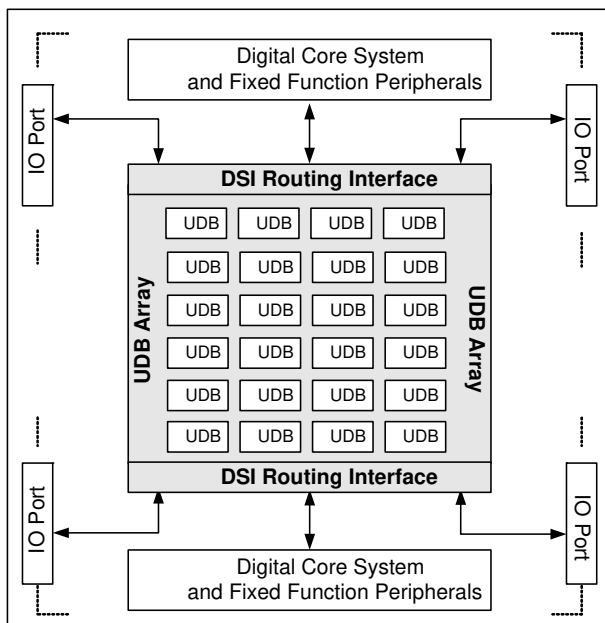 Digital Core System
and Fixed Function Peripherals
IO Port
IO Port
DSI Routing Interface
UDB Array
UDB UDB UDB UDB
UDB UDB UDB UDB
UDB UDB UDB UDB
UDB UDB UDB UDB
UDB UDB UDB UDB
UDB UDB UDB UDB
UDB Array
DSI Routing Interface
IO Port
IO Port
Digital Core System
and Fixed Function Peripherals